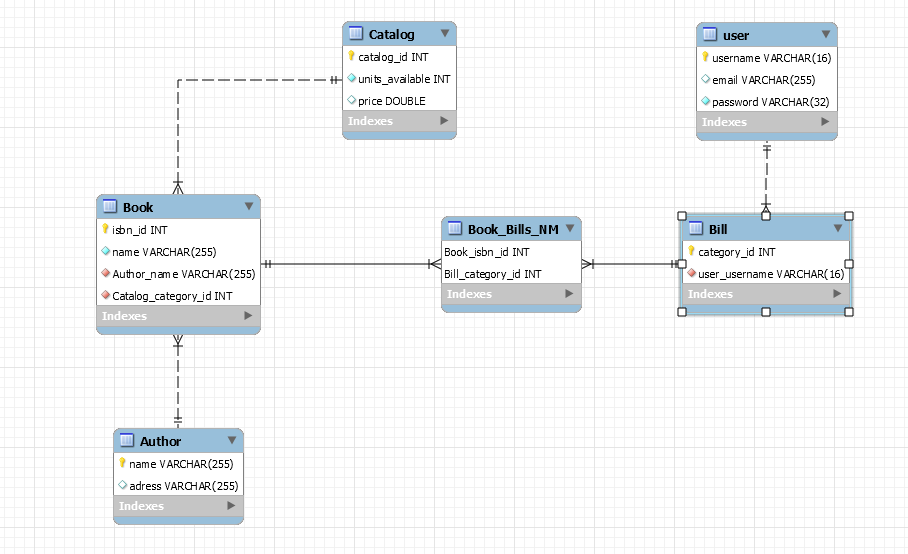 Catalog
catalog_id INT
units_available INT
price DOUBLE
Indexes
user
username VARCHAR(16)
email VARCHAR(255)
password VARCHAR(32)
Indexes
Book
isbn_id INT
name VARCHAR(255)
Author_name VARCHAR(255)
Catalog_category_id INT
Indexes
Book_Bills_NM
Book_isbn_id INT
Bill_category_id INT
Indexes
Bill
category_id INT
user_username VARCHAR(16)
Indexes
Author
name VARCHAR(255)
adress VARCHAR(255)
Indexes